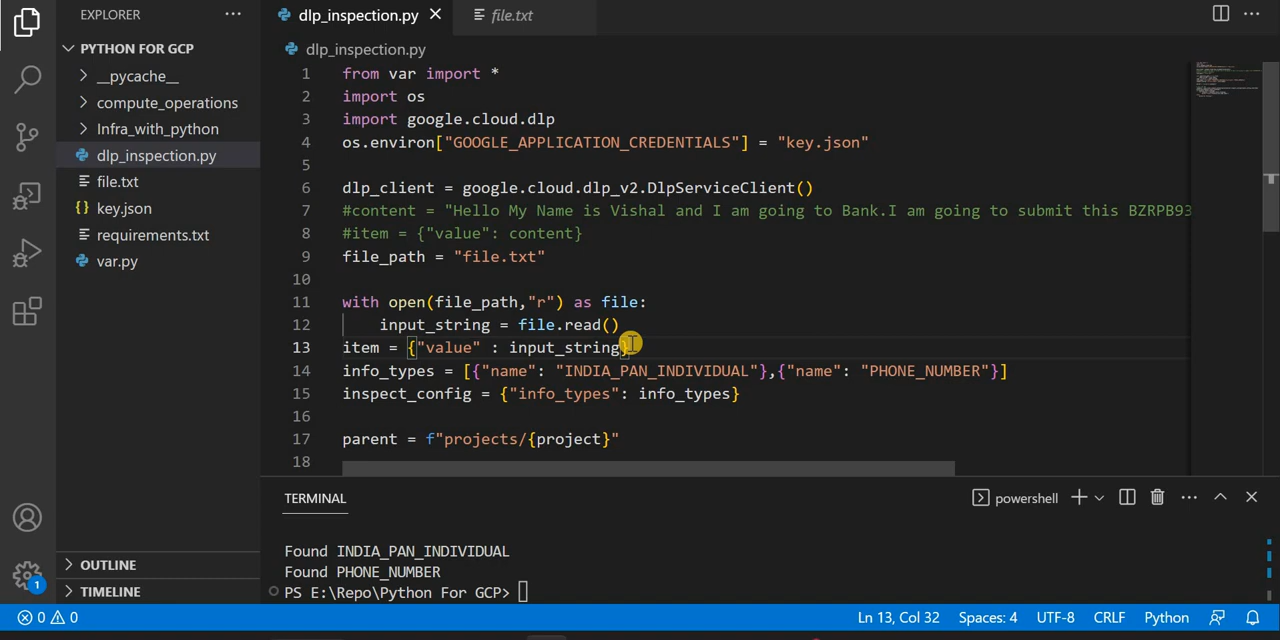 EXPLORER
PYTHON FOR GCP
__pycache__
compute_operations
Infra_with_python
dlp_inspection.py
file.txt
{} key.json
requirements.txt
var.py
OUTLINE
TIMELINE
1
dlp_inspection.py
file.txt
dlp_inspection.py
1 from var import *
2 import os
3 import google.cloud.dlp
4 os.environ["GOOGLE_APPLICATION_CREDENTIALS"] = "key.json"
5
6 dlp_client = google.cloud.dlp_v2.DlpServiceClient()
7 #content = "Hello My Name is Vishal and I am going to Bank.I am going to submit this BZRPB93
8 #item = {"value": content}
9 file_path = "file.txt"
10
11 with open(file_path,"r") as file:
12 input_string = file.read()
13 item = {"value" : input_string}
14 info_types = [{"name": "INDIA_PAN_INDIVIDUAL"},{"name": "PHONE_NUMBER"}]
15 inspect_config = {"info_types": info_types}
16
17 parent = f"projects/{project}"
18
TERMINAL
powershell
Found INDIA_PAN_INDIVIDUAL
Found PHONE_NUMBER
PS E:\Repo\Python For GCP>
0 0
Ln 13, Col 32 Spaces: 4 UTF-8 CRLF Python